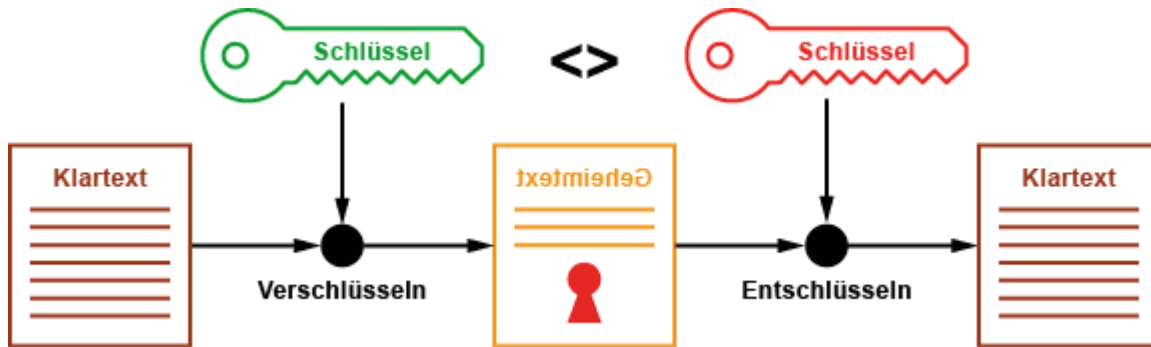 Schlüssel <> Schlüssel
Klartext Geheimtext Klartext
Verschlüsseln Entschlüsseln